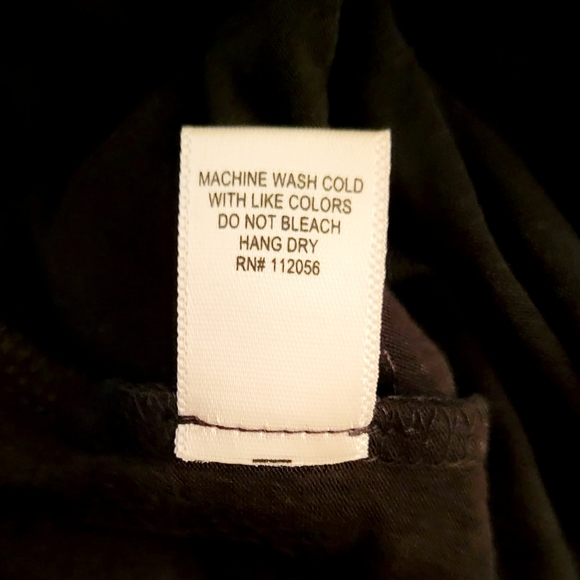 MACHINE WASH COLD
WITH LIKE COLORS
DO NOT BLEACH
HANG DRY
RN# 112056